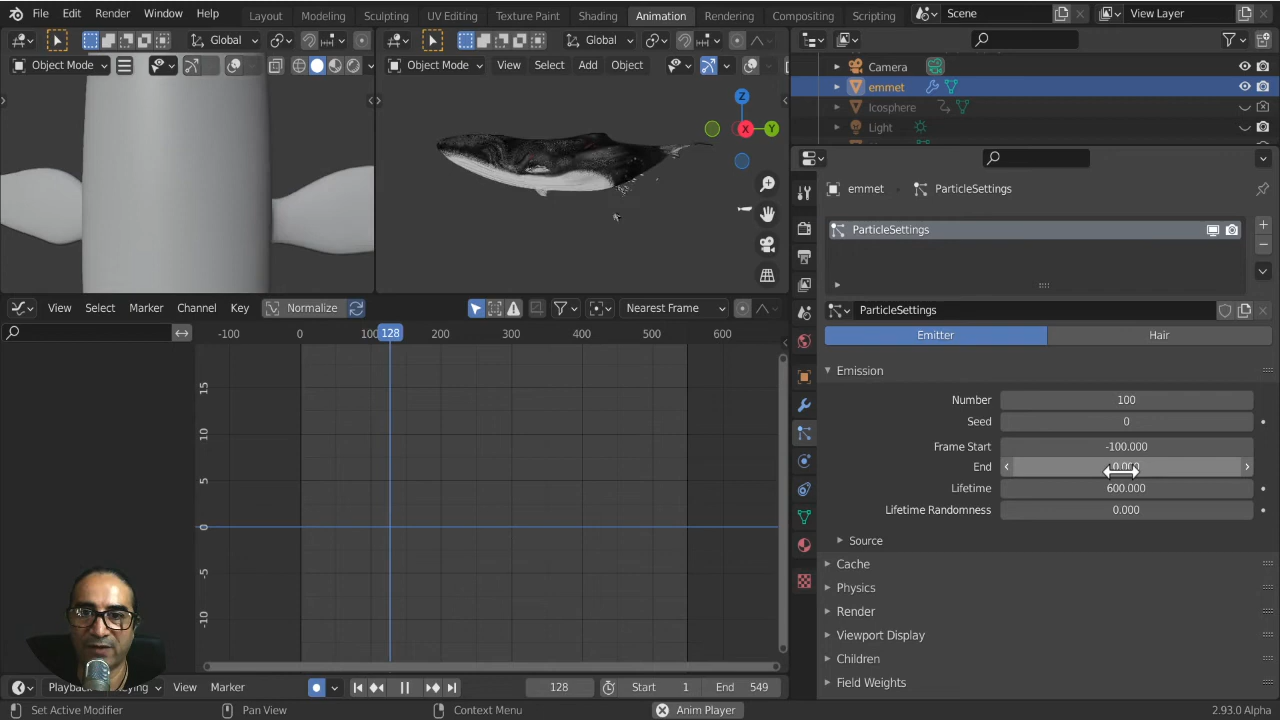 File Edit Render Window Help Layout Modeling Sculpting UV Editing Texture Paint Shading Animation Rendering Compositing Scripting Scene View Layer
Global Global
Object Mode Object Mode View Select Add Object
Camera
emmet
Icosphere
Light
Z
X Y
emmet ParticleSettings
ParticleSettings
ParticleSettings
Emitter Hair
Emission
Number 100
Seed 0
Frame Start -100.000
End 0.000
Lifetime 600.000
Lifetime Randomness 0.000
Source
Cache
Physics
Render
Viewport Display
Children
Field Weights
View Select Marker Channel Key Normalize Nearest Frame
-100 0 100 128 200 300 400 500 600
15
10
5
0
-5
-10
Playback Keying View Marker 128 Start 1 End 549
Set Active Modifier Pan View Context Menu Anim Player 2.93.0 Alpha